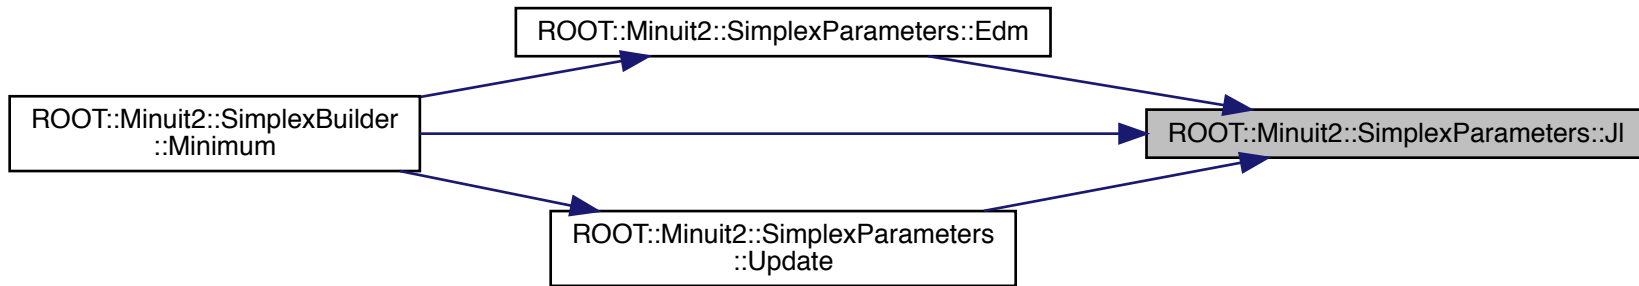 ROOT::Minuit2::SimplexParameters::Edm
ROOT::Minuit2::SimplexBuilder
::Minimum
ROOT::Minuit2::SimplexParameters::Jl
ROOT::Minuit2::SimplexParameters
::Update